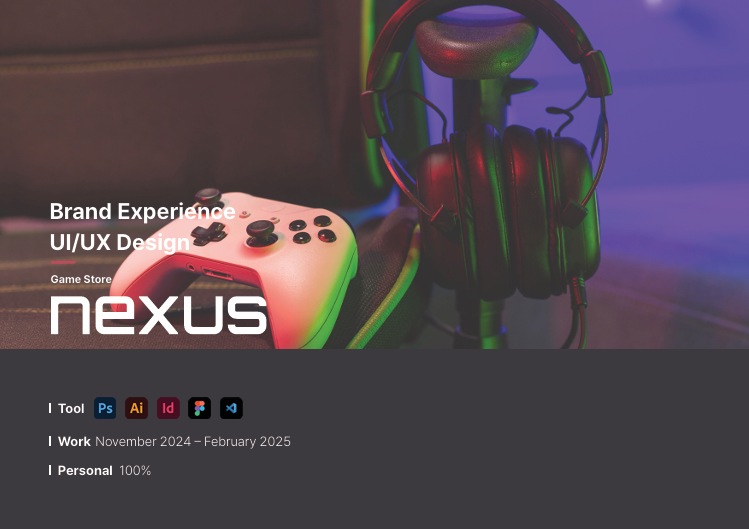 Brand Experience
UI/UX Design
Game Store
nexus
Tool Ps Ai Id
Work November 2024 – February 2025
Personal 100%